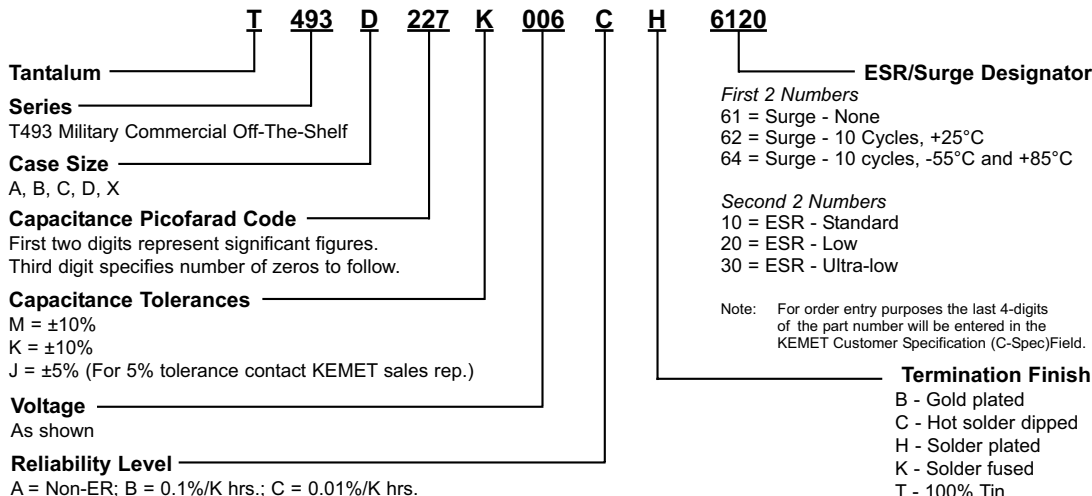 T 493 D 227 K 006 C H 6120
Tantalum
Series
T493 Military Commercial Off-The-Shelf
Case Size
A, B, C, D, X
Capacitance Picofarad Code
First two digits represent significant figures.
Third digit specifies number of zeros to follow.
Capacitance Tolerances
M = ±10%
K = ±10%
J = ±5% (For 5% tolerance contact KEMET sales rep.)
Voltage
As shown
Reliability Level
A = Non-ER; B = 0.1%/K hrs.; C = 0.01%/K hrs.
ESR/Surge Designator
First 2 Numbers
61 = Surge - None
62 = Surge - 10 Cycles, +25°C
64 = Surge - 10 cycles, -55°C and +85°C
Second 2 Numbers
10 = ESR - Standard
20 = ESR - Low
30 = ESR - Ultra-low
Note: For order entry purposes the last 4-digits
of the part number will be entered in the
KEMET Customer Specification (C-Spec)Field.
Termination Finish
B - Gold plated
C - Hot solder dipped
H - Solder plated
K - Solder fused
T - 100% Tin